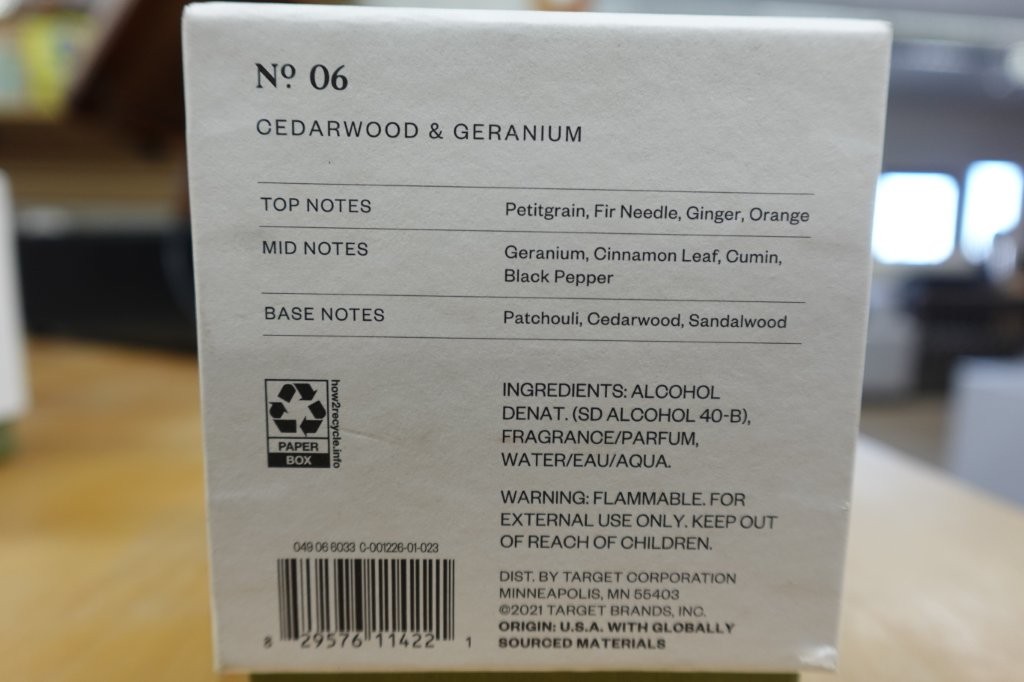 Nº 06
CEDARWOOD & GERANIUM
TOP NOTES Petitgrain, Fir Needle, Ginger, Orange
MID NOTES Geranium, Cinnamon Leaf, Cumin,
Black Pepper
BASE NOTES Patchouli, Cedarwood, Sandalwood
how2recycle.info
PAPER
BOX
INGREDIENTS: ALCOHOL
DENAT. (SD ALCOHOL 40-B),
FRAGRANCE/PARFUM,
WATER/EAU/AQUA.
WARNING: FLAMMABLE. FOR
EXTERNAL USE ONLY. KEEP OUT
OF REACH OF CHILDREN.
049 06 6033 C-001226-01-023
8 29576 11422 1
DIST. BY TARGET CORPORATION
MINNEAPOLIS, MN 55403
©2021 TARGET BRANDS, INC.
ORIGIN: U.S.A. WITH GLOBALLY
SOURCED MATERIALS